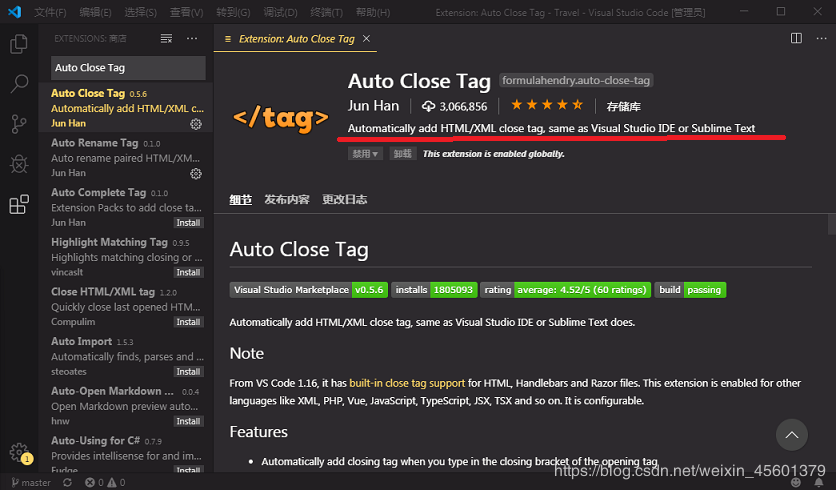 文件(F) 编辑(E) 选择(S) 查看(V) 转到(G) 调试(D) 终端(T) 帮助(H) Extension: Auto Close Tag - Travel - Visual Studio Code [管理员]
EXTENSIONS: 商店
Auto Close Tag
Auto Close Tag 0.5.6
Automatically add HTML/XML c...
Jun Han
Auto Rename Tag 0.1.0
Auto rename paired HTML/XM...
Jun Han
Auto Complete Tag 0.1.0
Extension Packs to add close ta...
Jun Han Install
Highlight Matching Tag 0.9.5
Highlights matching closing or ...
vincaslt Install
Close HTML/XML tag 1.2.0
Quickly close last opened HTM...
Compulim Install
Auto Import 1.5.3
Automatically finds, parses and ...
steoates Install
Auto-Open Markdown ... 0.0.4
Open Markdown preview auto...
hnw Install
Auto-Using for C# 0.7.9
Provides intellisense for and im...
Fudge Install
1
master 0 0
Extension: Auto Close Tag
</tag>
Auto Close Tag formulahendry.auto-close-tag
Jun Han 3,066,856 存储库
Automatically add HTML/XML close tag, same as Visual Studio IDE or Sublime Text
禁用 卸载 This extension is enabled globally.
细节 发布内容 更改日志
Auto Close Tag
Visual Studio Marketplace v0.5.6 installs 1805093 rating average: 4.52/5 (60 ratings) build passing
Automatically add HTML/XML close tag, same as Visual Studio IDE or Sublime Text does.
Note
From VS Code 1.16, it has built-in close tag support for HTML, Handlebars and Razor files. This extension is enabled for other
languages like XML, PHP, Vue, JavaScript, TypeScript, JSX, TSX and so on. It is configurable.
Features
Automatically add closing tag when you type in the closing bracket of the opening tag
https://blog.csdn.net/weixin_45601379